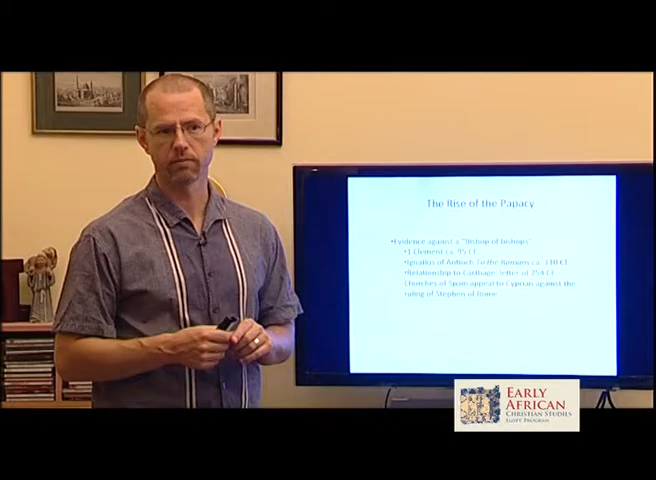 The Rise of the Papacy
•Evidence against a "bishop of bishops"
•1 Clement ca. 95 CE
•Ignatius of Antioch To the Romans ca. 110 CE
•Relationship to Carthage: letter of 254 CE
Churches of Spain appeal to Cyprian against the
ruling of Stephen of Rome
EARLY
AFRICAN
CHRISTIAN STUDIES
EGYPT PROGRAM